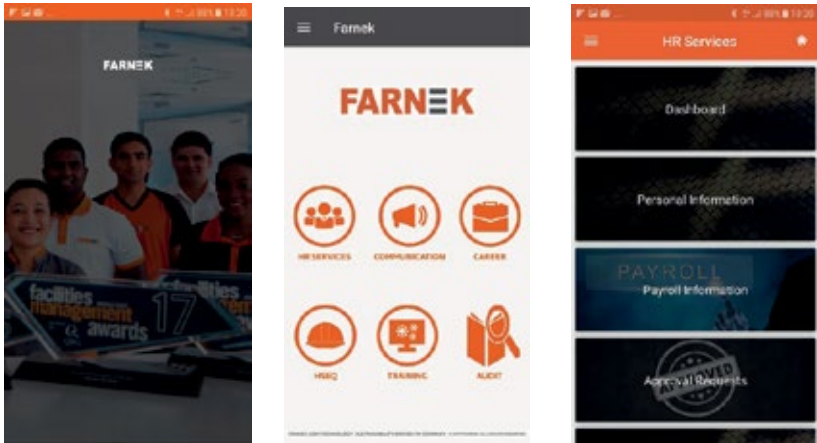 FARNEK
FARNEK
facilities
management
awards
17
Farnek
FARNEK
HR SERVICES
COMMUNICATION
CAREER
HSEQ
TRAINING
AUDIT
HR Services
Dashboard
Personal Information
PAYROLL
Payroll Information
Approval Requests
APPROVED